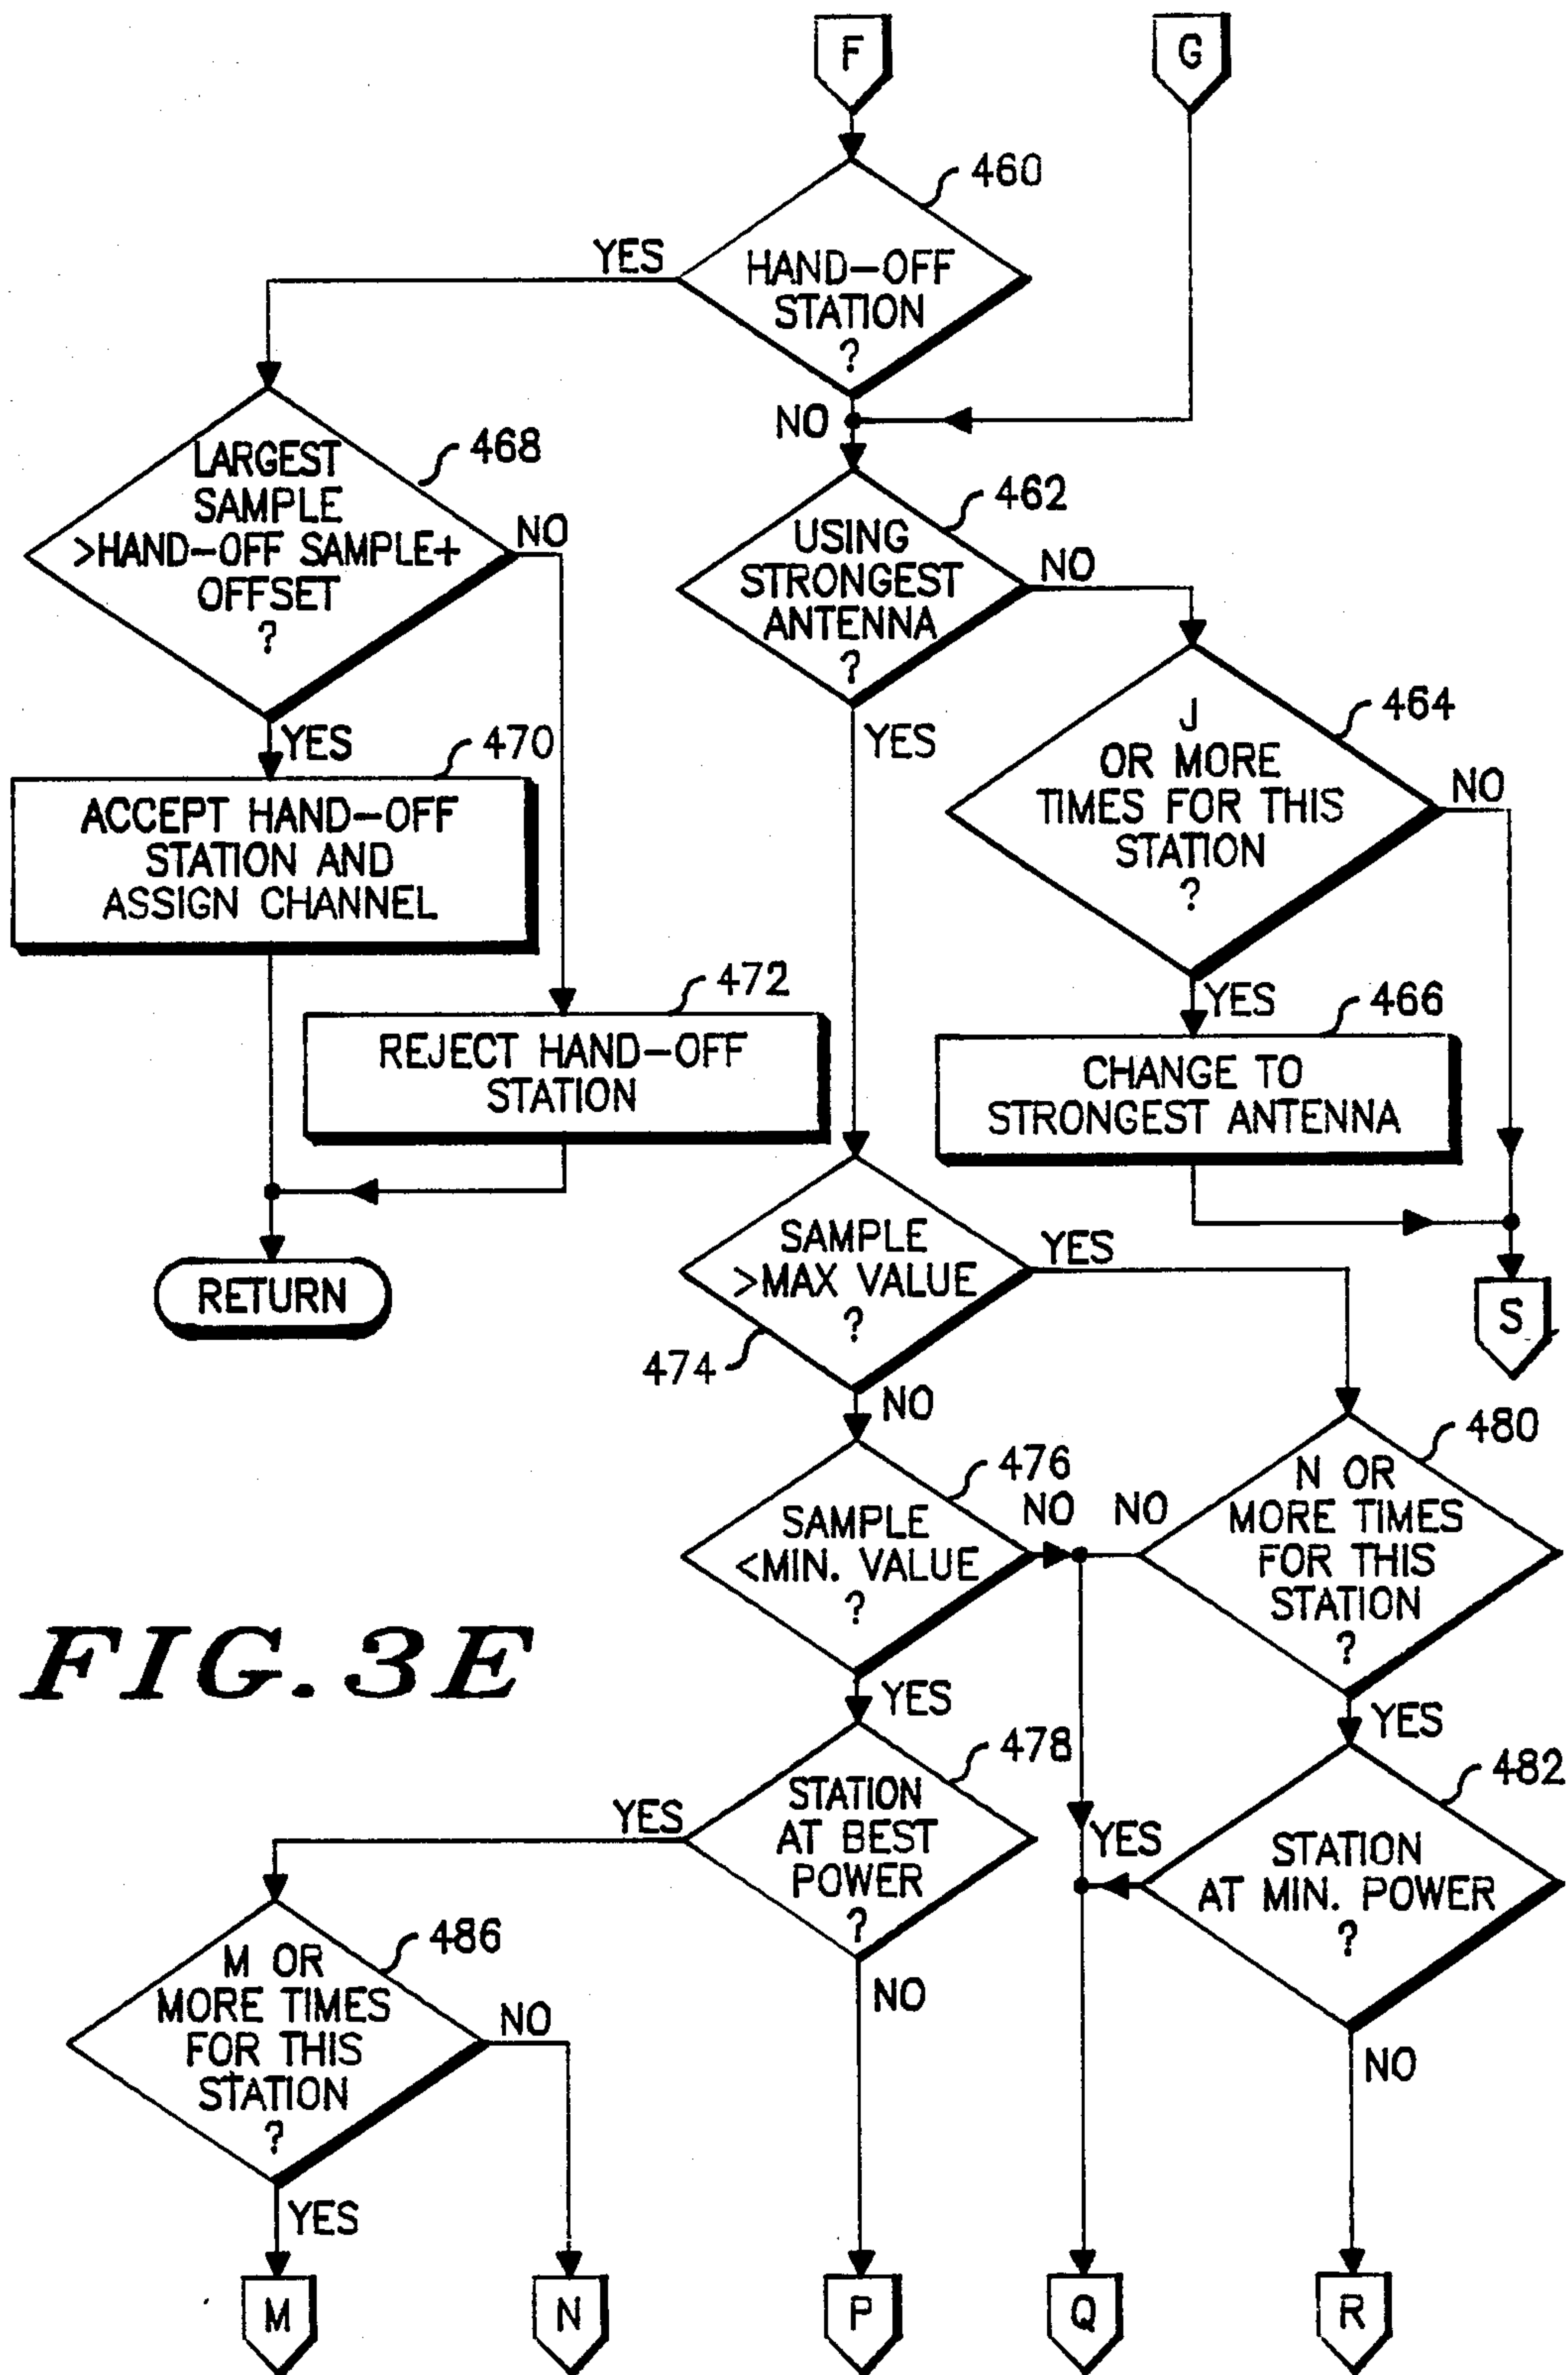 F
G
460
YES
HAND-OFF
STATION
?
NO
LARGEST
SAMPLE
>HAND-OFF SAMPLE+
OFFSET
?
468
NO
YES
462
USING
STRONGEST
ANTENNA
?
NO
YES
464
J
OR MORE
TIMES FOR THIS
STATION
?
NO
YES
470
ACCEPT HAND-OFF
STATION AND
ASSIGN CHANNEL
472
REJECT HAND-OFF
STATION
466
CHANGE TO
STRONGEST ANTENNA
RETURN
SAMPLE
>MAX VALUE
?
YES
474
NO
S
476
SAMPLE
<MIN. VALUE
?
NO
YES
480
N OR
MORE TIMES
FOR THIS
STATION
?
NO
YES
FIG. 3E
478
STATION
AT BEST
POWER
?
YES
NO
482
STATION
AT MIN. POWER
?
YES
NO
486
M OR
MORE TIMES
FOR THIS
STATION
?
NO
YES
M
N
P
Q
R